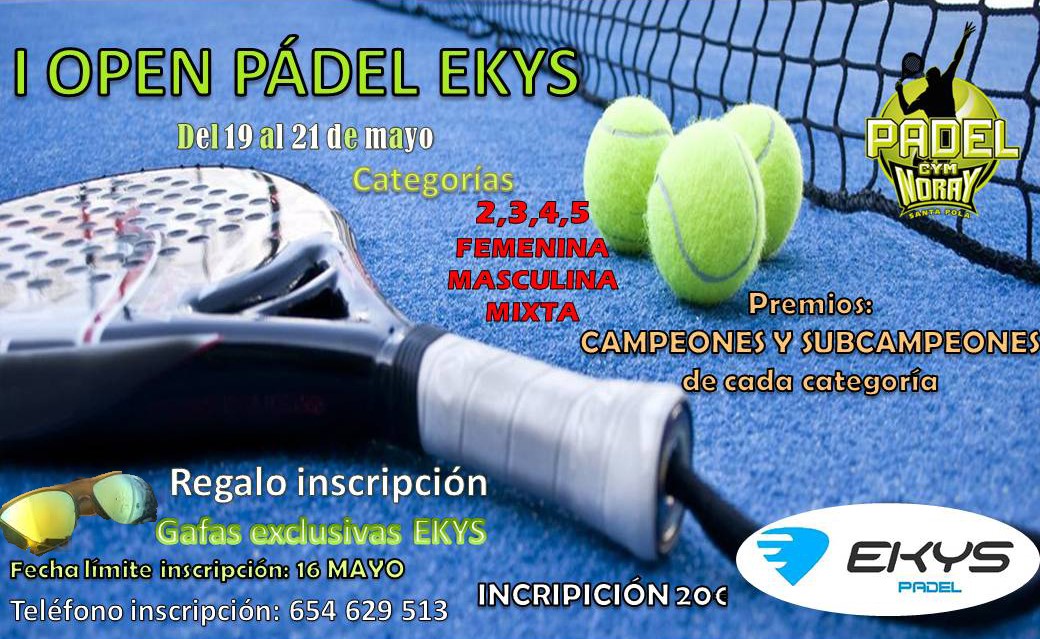 I OPEN PÁDEL EKYS
Del 19 al 21 de mayo
Categorías
2,3,4,5
FEMENINA
MASCULINA
MIXTA
PADEL
GYM
NORAY
SANTA POLA
Premios:
CAMPEONES Y SUBCAMPEONES
de cada categoría
Regalo inscripción
Gafas exclusivas EKYS
Fecha límite inscripción: 16 MAYO
Teléfono inscripción: 654 629 513
INCRIPICIÓN 20€
EKYS
PADEL